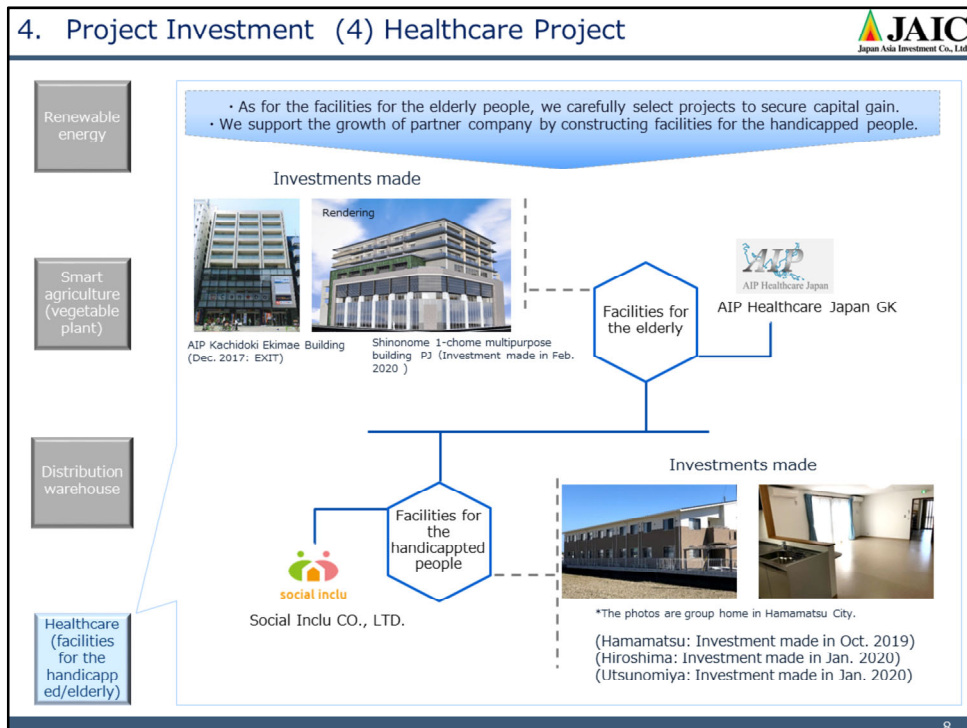 4. Project Investment (4) Healthcare Project
JAIC
Japan Asia Investment Co., Ltd
Renewable
energy
Smart
agriculture
(vegetable
plant)
Distribution
warehouse
Healthcare
(facilities
for the
handicapp
ed/elderly)
・As for the facilities for the elderly people, we carefully select projects to secure capital gain.
・We support the growth of partner company by constructing facilities for the handicapped people.
Investments made
Rendering
AIP Kachidoki Ekimae Building
(Dec. 2017: EXIT)
Shinonome 1-chome multipurpose
building PJ (Investment made in Feb.
2020 )
Facilities for
the elderly
AIP
AIP Healthcare Japan
AIP Healthcare Japan GK
Facilities for
the
handicappted
people
social inclu
Social Inclu CO., LTD.
Investments made
*The photos are group home in Hamamatsu City.
(Hamamatsu: Investment made in Oct. 2019)
(Hiroshima: Investment made in Jan. 2020)
(Utsunomiya: Investment made in Jan. 2020)
8